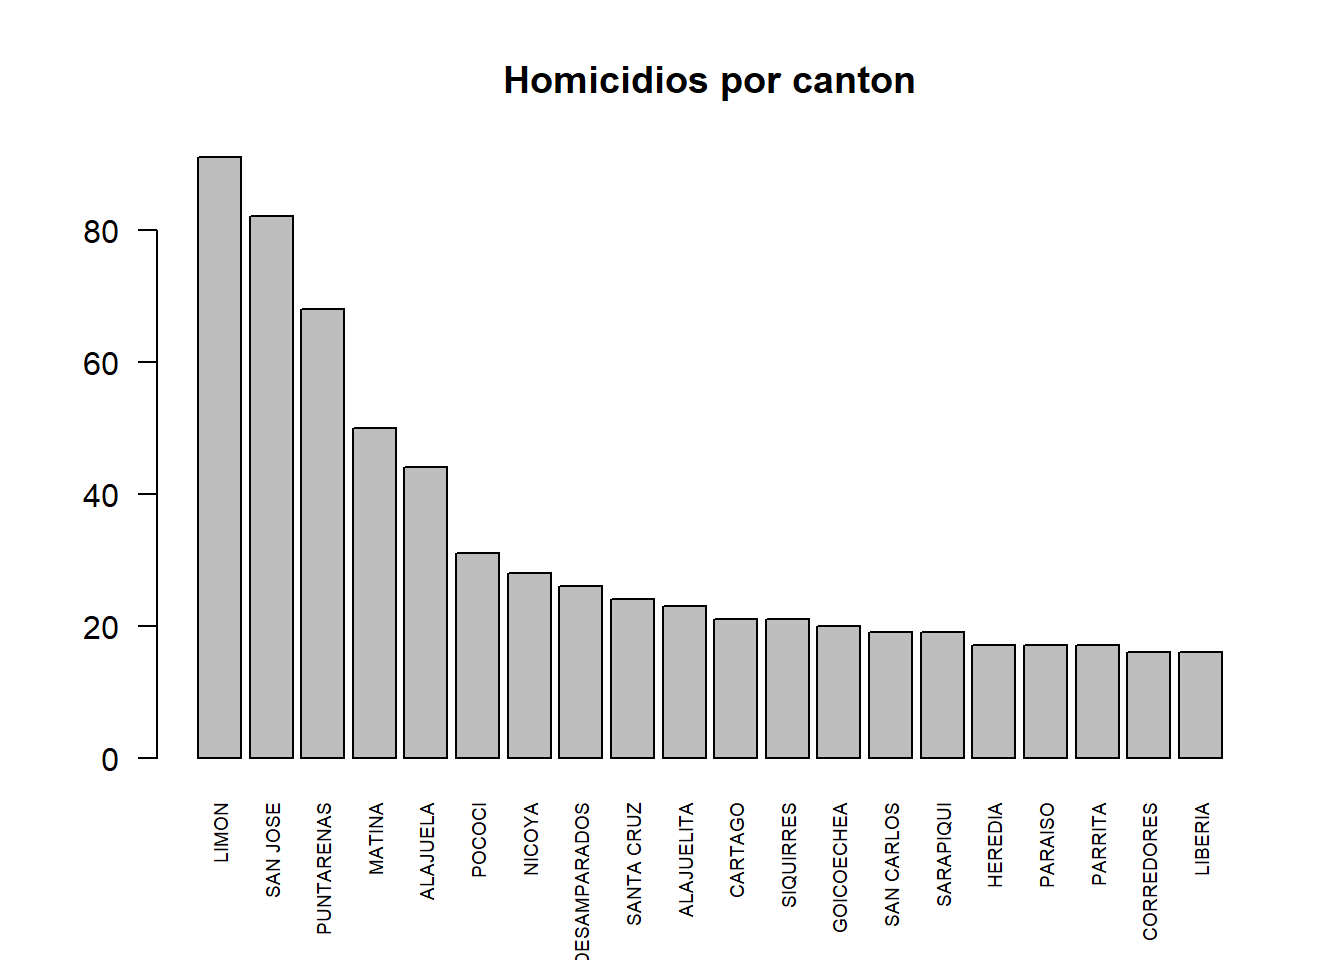 Homicidios por canton
80
60
40
20
0
LIMON
SAN JOSE
PUNTARENAS
MATINA
ALAJUELA
POCOCI
NICOYA
DESAMPARADOS
SANTA CRUZ
ALAJUELITA
CARTAGO
SIQUIRRES
GOICOECHEA
SAN CARLOS
SARAPIQUI
HEREDIA
PARAISO
PARRITA
CORREDORES
LIBERIA